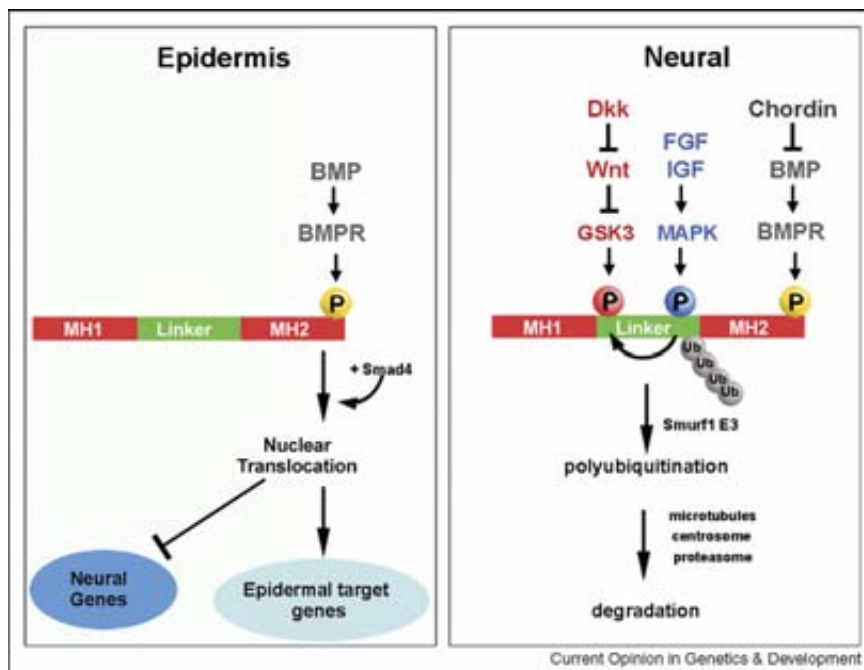 Epidermis
BMP
BMPR
P
MH1 Linker MH2
+ Smad4
Nuclear
Translocation
Neural
Genes
Epidermal target
genes
Neural
Dkk
Wnt
GSK3
FGF
IGF
MAPK
Chordin
BMP
BMPR
P P P
MH1 Linker MH2
Ub
Ub
Ub
Ub
Smurf1 E3
polyubiquitination
microtubules
centrosome
proteasome
degradation
Current Opinion in Genetics & Development